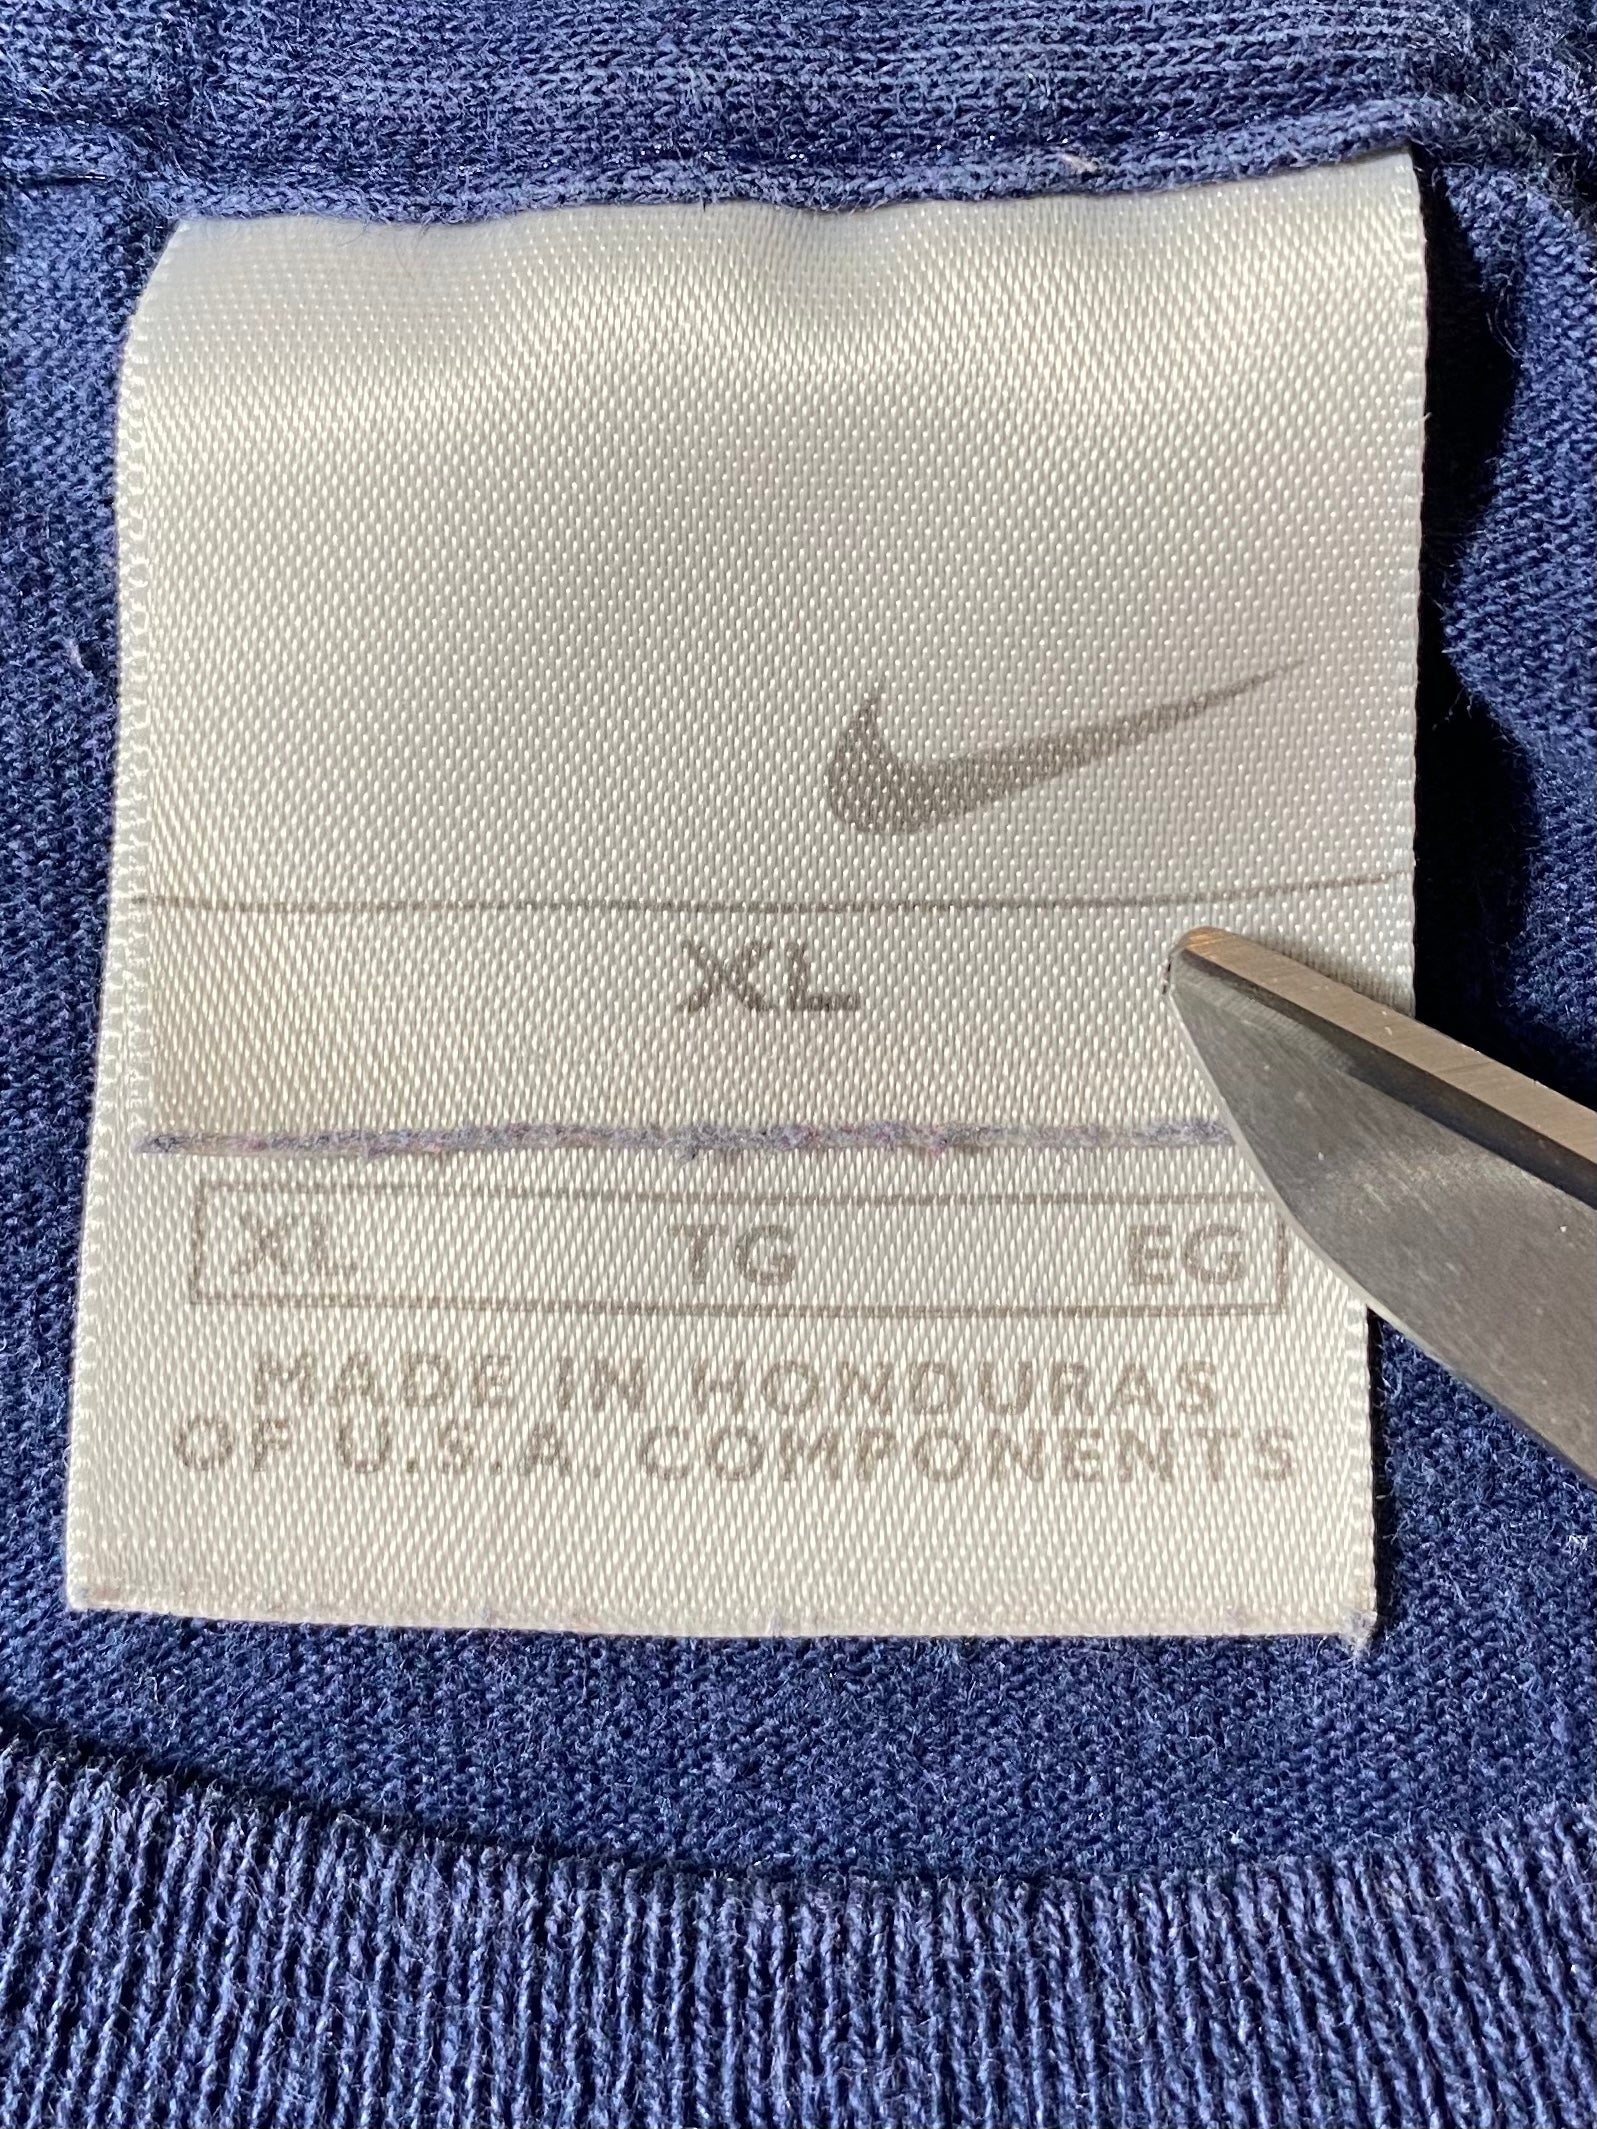 XL
XL TG EG
MADE IN HONDURAS
OF U.S.A. COMPONENTS